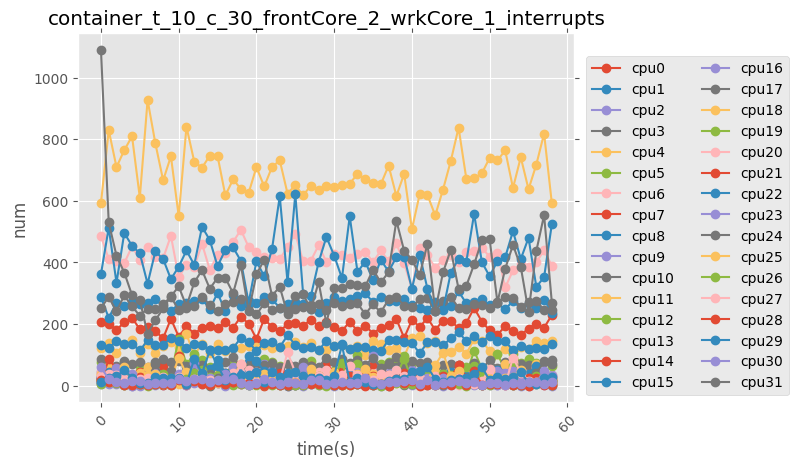 container_t_10_c_30_frontCore_2_wrkCore_1_interrupts
num
1000
800
600
400
200
0
0 10 20 30 40 50 60
time(s)
cpu0 cpu16
cpu1 cpu17
cpu2 cpu18
cpu3 cpu19
cpu4 cpu20
cpu5 cpu21
cpu6 cpu22
cpu7 cpu23
cpu8 cpu24
cpu9 cpu25
cpu10 cpu26
cpu11 cpu27
cpu12 cpu28
cpu13 cpu29
cpu14 cpu30
cpu15 cpu31